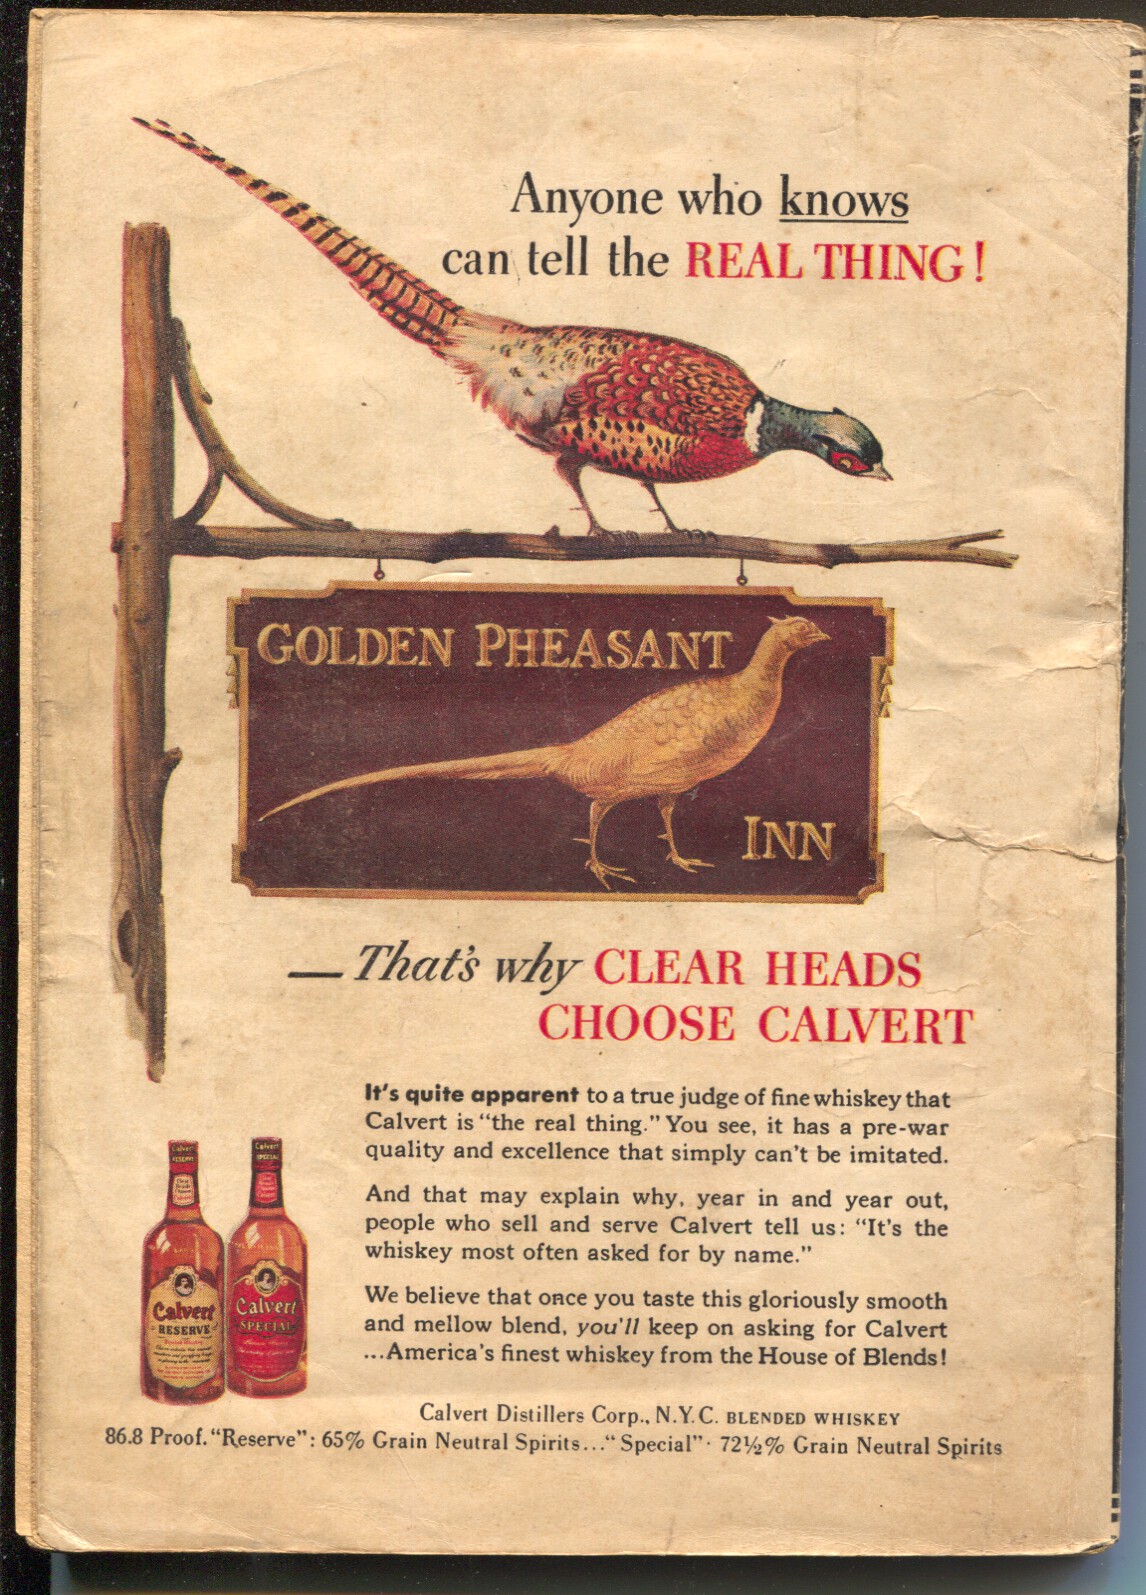 Anyone who knows
can tell the REAL THING!
GOLDEN PHEASANT
INN
—That's why CLEAR HEADS
CHOOSE CALVERT
It's quite apparent to a true judge of fine whiskey that
Calvert is "the real thing." You see, it has a pre-war
quality and excellence that simply can't be imitated.
And that may explain why, year in and year out,
people who sell and serve Calvert tell us: "It's the
whiskey most often asked for by name."
We believe that once you taste this gloriously smooth
and mellow blend, you'll keep on asking for Calvert
...America's finest whiskey from the House of Blends!
Calvert
RESERVE
Calvert
SPECIAL
Calvert
RESERVE
Calvert
SPECIAL
Calvert Distillers Corp., N.Y.C. BLENDED WHISKEY
86.8 Proof. "Reserve": 65% Grain Neutral Spirits..."Special"· 72½% Grain Neutral Spirits